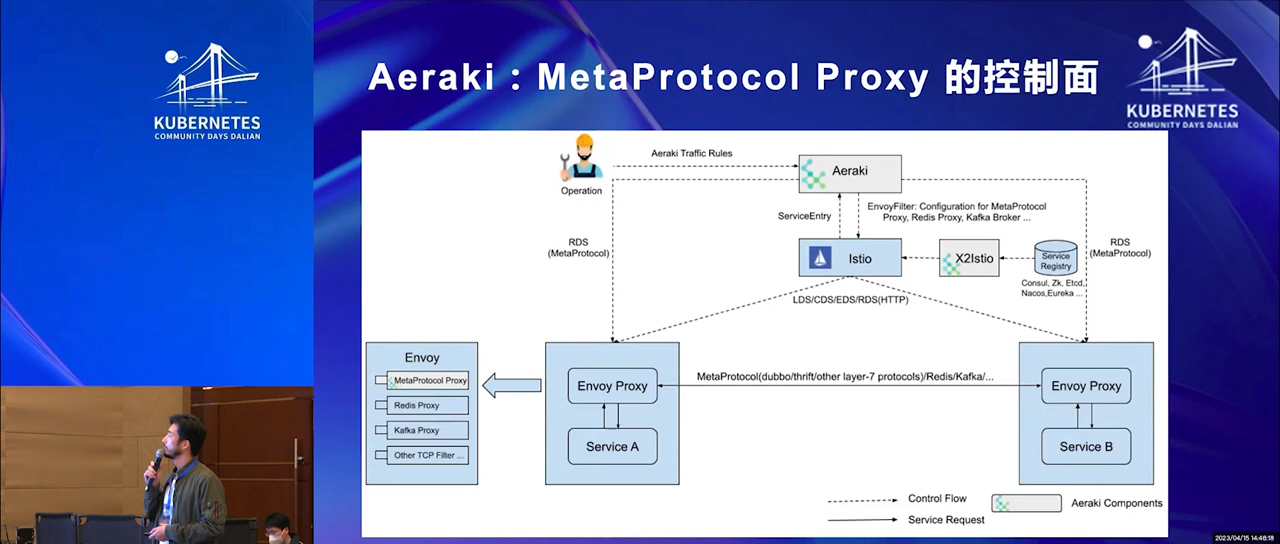 KUBERNETES
COMMUNITY DAYS DALIAN
Aeraki：MetaProtocol Proxy 的控制面
KUBERNETES
COMMUNITY DAYS DALIAN
Operation
Aeraki Traffic Rules
Aeraki
ServiceEntry
EnvoyFilter: Configuration for MetaProtocol
Proxy, Redis Proxy, Kafka Broker ...
RDS
(MetaProtocol)
Istio
X2Istio
Service
Registry
Consul, Zk, Etcd,
Nacos,Eureka ...
RDS
(MetaProtocol)
LDS/CDS/EDS/RDS(HTTP)
Envoy
MetaProtocol Proxy
Redis Proxy
Kafka Proxy
Other TCP Filter ...
Envoy Proxy
Service A
MetaProtocol(dubbo/thrift/other layer-7 protocols)/Redis/Kafka/...
Envoy Proxy
Service B
Control Flow
Service Request
Aeraki Components
2023/04/15 14:46:18